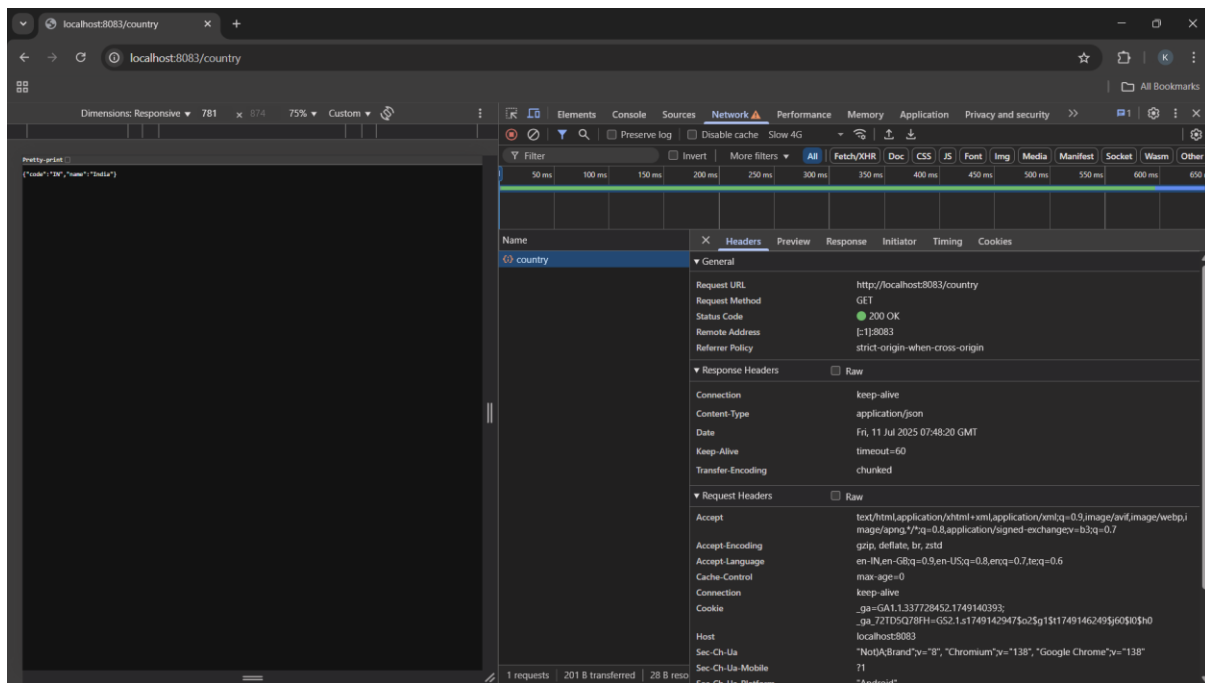 localhost:8083/country
localhost:8083/country
K
All Bookmarks
Dimensions: Responsive 781 x 874 75% Custom
Pretty-print
{"code":"IN","name":"India"}
Elements Console Sources Network Performance Memory Application Privacy and security 1
Preserve log Disable cache Slow 4G
Filter Invert More filters All Fetch/XHR Doc CSS JS Font Img Media Manifest Socket Wasm Other
50 ms 100 ms 150 ms 200 ms 250 ms 300 ms 350 ms 400 ms 450 ms 500 ms 550 ms 600 ms 650
Name
country
Headers Preview Response Initiator Timing Cookies
General
Request URL http://localhost:8083/country
Request Method GET
Status Code 200 OK
Remote Address [::1]:8083
Referrer Policy strict-origin-when-cross-origin
Response Headers Raw
Connection keep-alive
Content-Type application/json
Date Fri, 11 Jul 2025 07:48:20 GMT
Keep-Alive timeout=60
Transfer-Encoding chunked
Request Headers Raw
Accept text/html,application/xhtml+xml,application/xml;q=0.9,image/avif,image/webp,i
mage/apng,*/*;q=0.8,application/signed-exchange;v=b3;q=0.7
Accept-Encoding gzip, deflate, br, zstd
Accept-Language en-IN,en-GB;q=0.9,en-US;q=0.8,en;q=0.7,te;q=0.6
Cache-Control max-age=0
Connection keep-alive
Cookie _ga=GA1.1.337728452.1749140393;
_ga_72TD5Q78FH=GS2.1.s1749142947$o2$g1$t1749146249$j60$l0$h0
Host localhost:8083
Sec-Ch-Ua "Not)A;Brand";v="8", "Chromium";v="138", "Google Chrome";v="138"
Sec-Ch-Ua-Mobile ?1
Sec-Ch-Ua-Platform "Android"
1 requests 201 B transferred 28 B reso